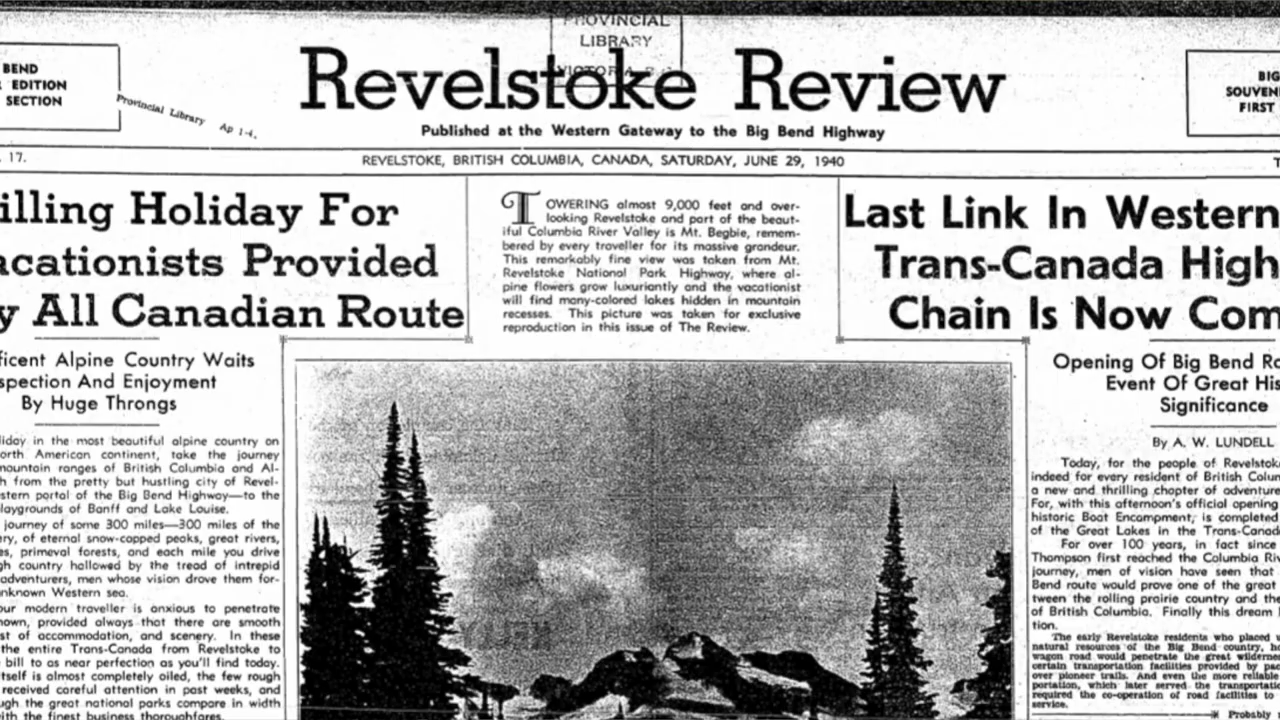 PROVINCIAL
LIBRARY
BEND
EDITION
SECTION
Provincial Library Ap 1-4,
Revelstoke Review
BIG
SOUVEN
FIRST
Published at the Western Gateway to the Big Bend Highway
17.
REVELSTOKE, BRITISH COLUMBIA, CANADA, SATURDAY, JUNE 29, 1940
illing Holiday For
acationists Provided
y All Canadian Route
ficent Alpine Country Waits
spection And Enjoyment
By Huge Throngs
liday in the most beautiful alpine country on
orth American continent, take the journey
mountain ranges of British Columbia and Al-
h from the pretty but hustling city of Revel-
stern portal of the Big Bend Highway—to the
laygrounds of Banff and Lake Louise.
journey of some 300 miles—300 miles of the
ery, of eternal snow-capped peaks, great rivers,
es, primeval forests, and each mile you drive
gh country hallowed by the tread of intrepid
adventurers, men whose vision drove them for-
nknown Western sea.
our modern traveller is anxious to penetrate
nown, provided always that there are smooth
st of accommodation, and scenery. In these
the entire Trans-Canada from Revelstoke to
bill to as near perfection as you'll find today.
tself is almost completely oiled, the few rough
received careful attention in past weeks, and
ugh the great national parks compare in width
ith the finest business thoroughfares.
TOWERING almost 9,000 feet and over-
looking Revelstoke and part of the beaut-
iful Columbia River Valley is Mt. Begbie, remem-
bered by every traveller for its massive grandeur.
This remarkably fine view was taken from Mt.
Revelstoke National Park Highway, where al-
pine flowers grow luxuriantly and the vacationist
will find many-colored lakes hidden in mountain
recesses. This picture was taken for exclusive
reproduction in this issue of The Review.
Last Link In Western
Trans-Canada High
Chain Is Now Com
Opening Of Big Bend Ro
Event Of Great His
Significance
By A. W. LUNDELL
Today, for the people of Revelstoke
indeed for every resident of British Colum
a new and thrilling chapter of adventure
For, with this afternoon's official opening
historic Boat Encampment, is completed
of the Great Lakes in the Trans-Canad
For over 100 years, in fact since
Thompson first reached the Columbia Riv
journey, men of vision have seen that
Bend route would prove one of the great
tween the rolling prairie country and the
of British Columbia. Finally this dream
tion.
The early Revelstoke residents who placed
natural resources of the Big Bend country, ho
wagon road would penetrate the great wilderne
certain transportation facilities provided by pac
over pioneer trails. And even the more reliable
portation, which later served the transportatio
required the co-operation of road facilities to
service.
Probably